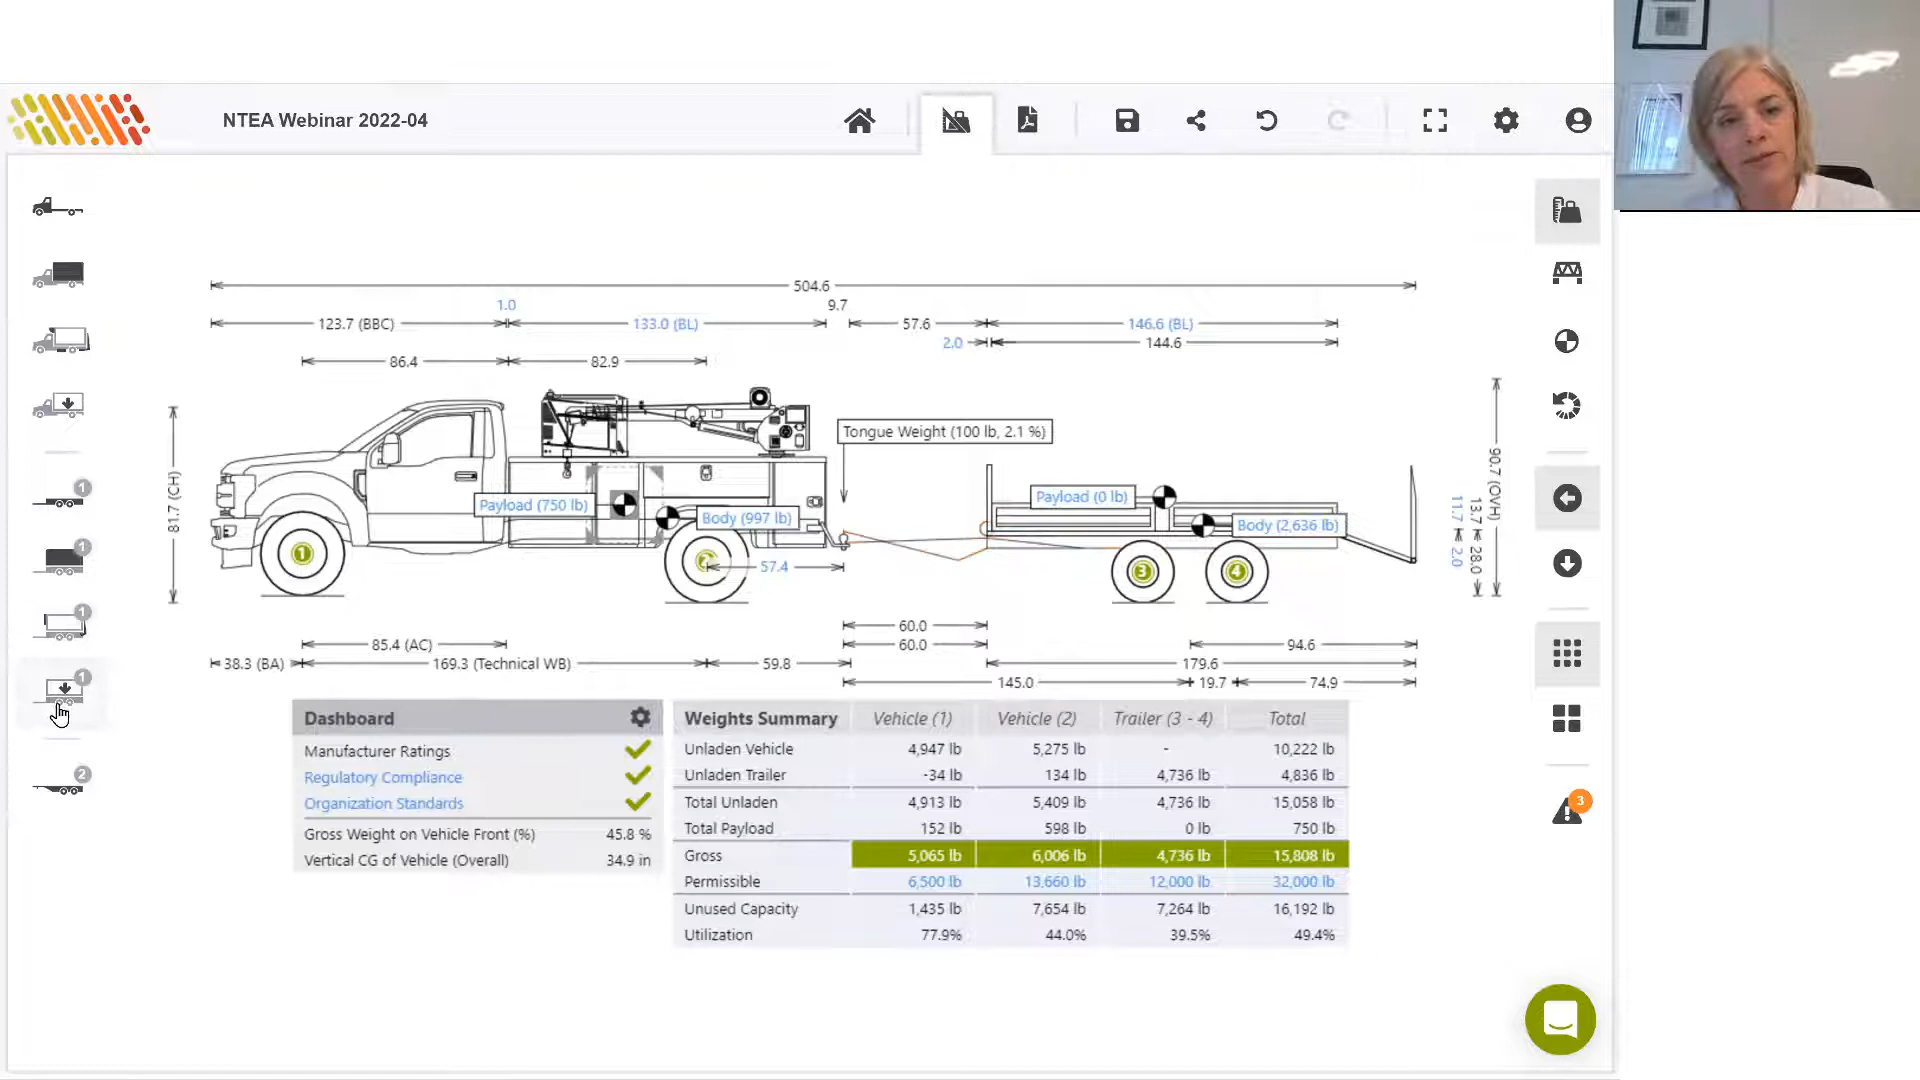 NTEA Webinar 2022-04
504.6
1.0
9.7
123.7 (BBC)
133.0 (BL)
57.6
146.6 (BL)
2.0
144.6
86.4
82.9
Tongue Weight (100 lb, 2.1 %)
81.7 (CH)
Payload (750 lb)
Body (997 lb)
Payload (0 lb)
Body (2,636 lb)
90.7 (OVH)
13.7
28.0
11.7
2.0
1
2
3
4
57.4
60.0
60.0
85.4 (AC)
94.6
38.3 (BA)
169.3 (Technical WB)
59.8
179.6
145.0
19.7
74.9
1
1
1
1
2
3
Dashboard
Manufacturer Ratings
Regulatory Compliance
Organization Standards
Gross Weight on Vehicle Front (%) 45.8 %
Vertical CG of Vehicle (Overall) 34.9 in
Weights Summary Vehicle (1) Vehicle (2) Trailer (3 - 4) Total
Unladen Vehicle 4,947 lb 5,275 lb - 10,222 lb
Unladen Trailer -34 lb 134 lb 4,736 lb 4,836 lb
Total Unladen 4,913 lb 5,409 lb 4,736 lb 15,058 lb
Total Payload 152 lb 598 lb 0 lb 750 lb
Gross 5,065 lb 6,006 lb 4,736 lb 15,808 lb
Permissible 6,500 lb 13,660 lb 12,000 lb 32,000 lb
Unused Capacity 1,435 lb 7,654 lb 7,264 lb 16,192 lb
Utilization 77.9% 44.0% 39.5% 49.4%